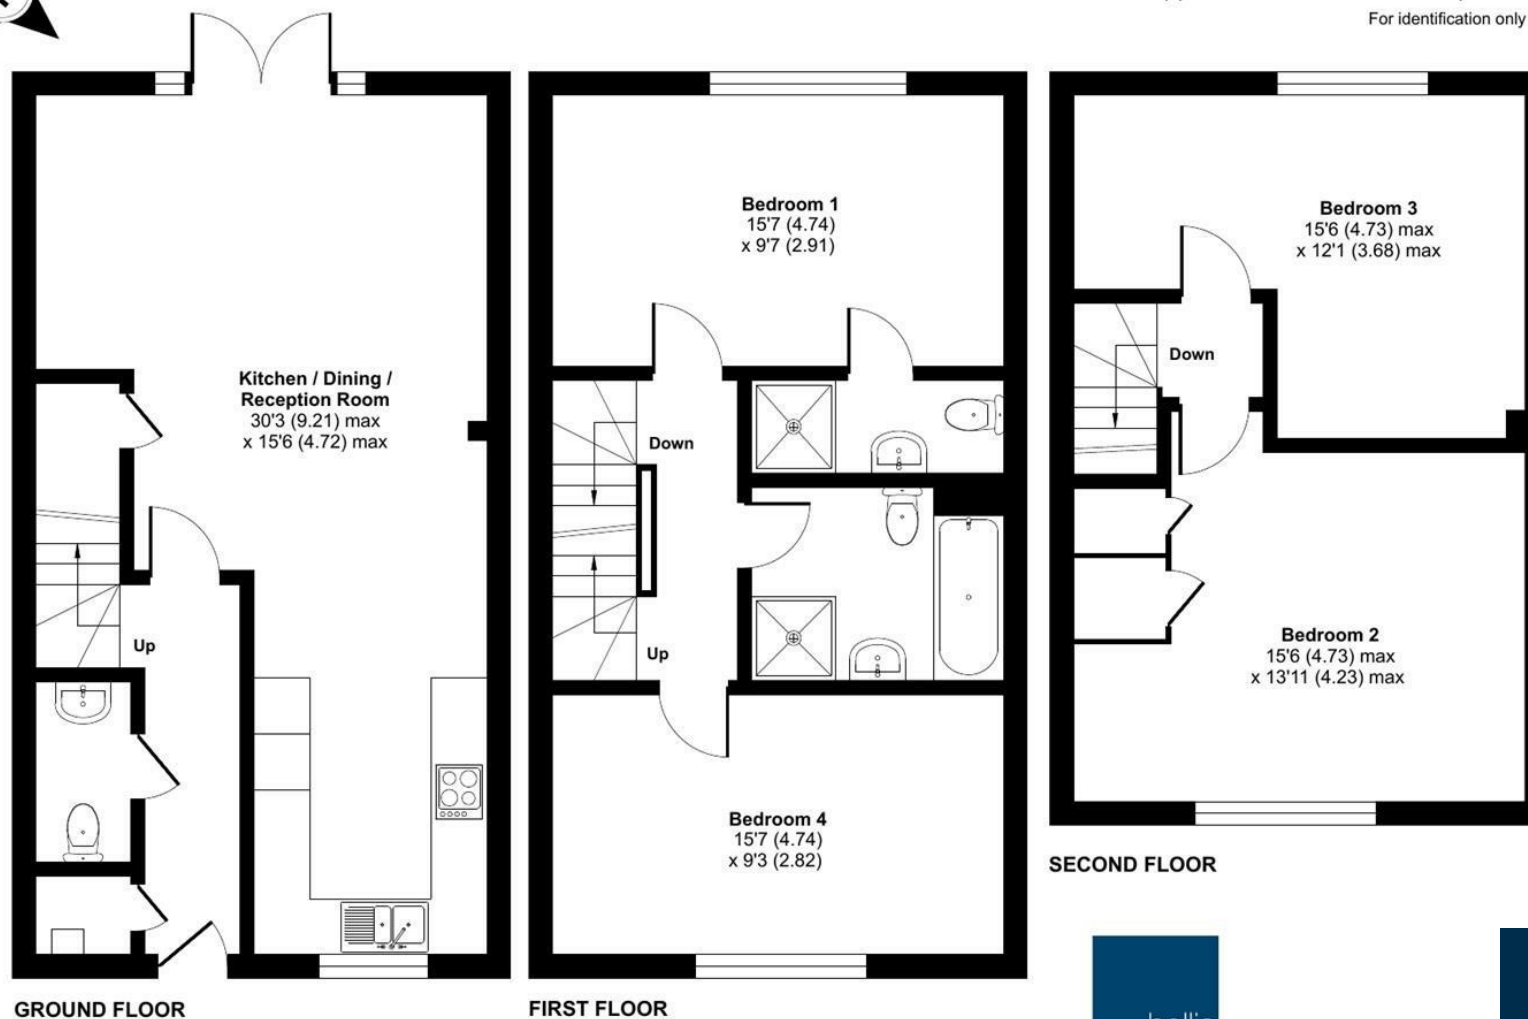 For identification only
Kitchen / Dining /
Reception Room
30'3 (9.21) max
x 15'6 (4.72) max
Up
GROUND FLOOR
Bedroom 1
15'7 (4.74)
x 9'7 (2.91)
Down
Up
Bedroom 4
15'7 (4.74)
x 9'3 (2.82)
FIRST FLOOR
Bedroom 3
15'6 (4.73) max
x 12'1 (3.68) max
Down
Bedroom 2
15'6 (4.73) max
x 13'11 (4.23) max
SECOND FLOOR